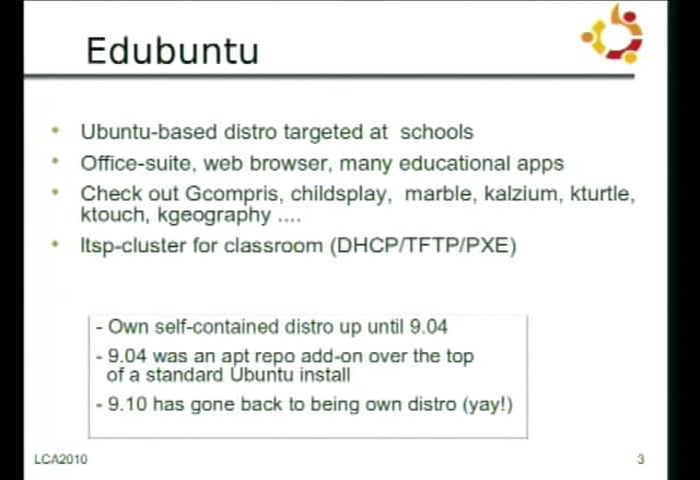 Edubuntu
• Ubuntu-based distro targeted at schools
• Office-suite, web browser, many educational apps
• Check out Gcompris, childsplay, marble, kalzium, kturtle,
ktouch, kgeography ....
• ltsp-cluster for classroom (DHCP/TFTP/PXE)
- Own self-contained distro up until 9.04
- 9.04 was an apt repo add-on over the top
of a standard Ubuntu install
- 9.10 has gone back to being own distro (yay!)
LCA2010
3